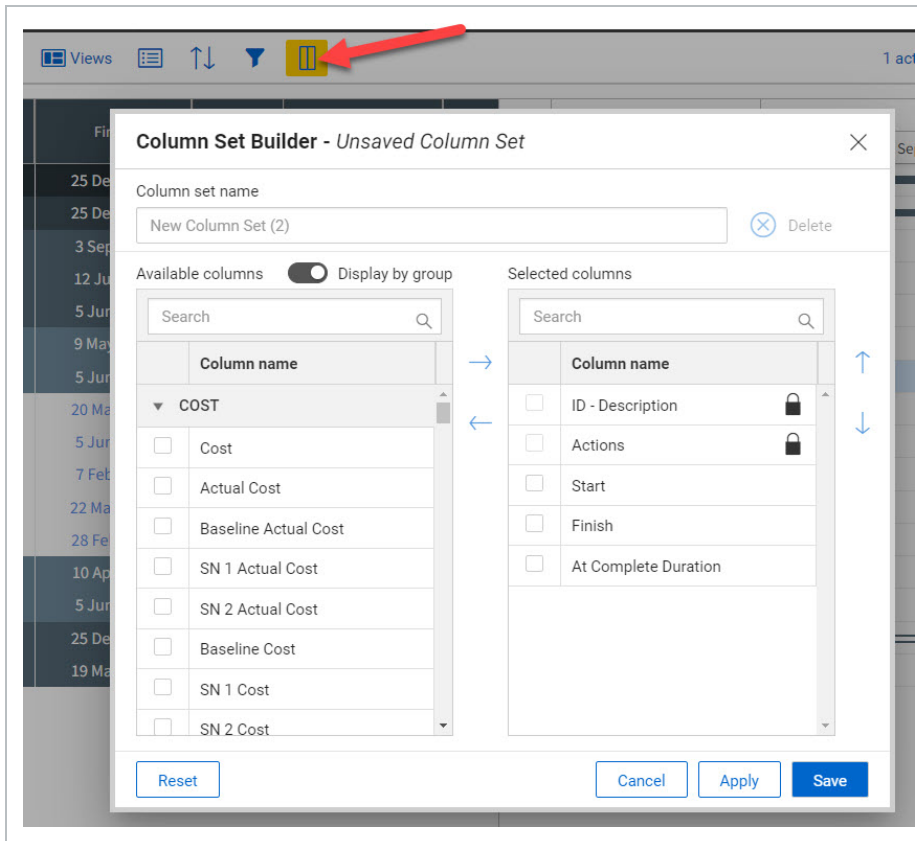 Views
1 act
Fin
Sep
25 De
25 De
3 Sep
12 Ju
5 Jun
9 May
5 Jun
20 Ma
5 Jun
7 Feb
22 Ma
28 Fe
10 Ap
5 Jun
25 De
19 Ma
Column Set Builder - Unsaved Column Set
Column set name
New Column Set (2)
Delete
Available columns
Display by group
Search
Column name
COST
Cost
Actual Cost
Baseline Actual Cost
SN 1 Actual Cost
SN 2 Actual Cost
Baseline Cost
SN 1 Cost
SN 2 Cost
Selected columns
Search
Column name
ID - Description
Actions
Start
Finish
At Complete Duration
Reset
Cancel
Apply
Save